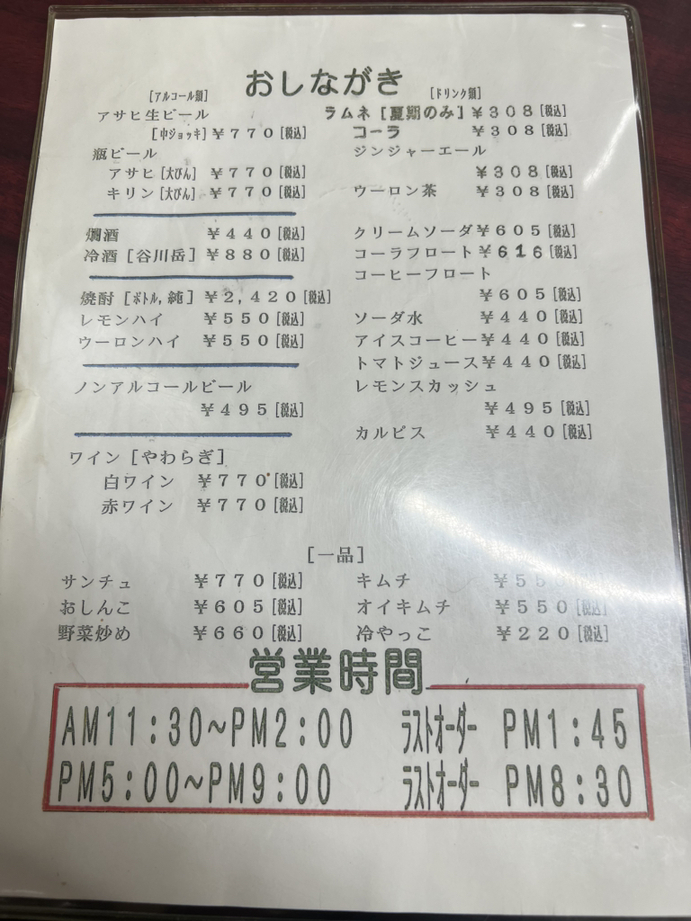 おしながき
[アルコール類]
アサヒ生ビール
[中ジョッキ]￥７７０[税込]
瓶ビール
アサヒ[大びん]￥７７０[税込]
キリン[大びん]￥７７０[税込]
燗酒 ￥４４０[税込]
冷酒[谷川岳]￥８８０[税込]
焼酎[ボトル,純]￥２,４２０[税込]
レモンハイ ￥５５０[税込]
ウーロンハイ ￥５５０[税込]
ノンアルコールビール
￥４９５[税込]
ワイン[やわらぎ]
白ワイン ￥７７０[税込]
赤ワイン ￥７７０[税込]
[ドリンク類]
ラムネ[夏期のみ]￥３０８[税込]
コーラ ￥３０８[税込]
ジンジャーエール
￥３０８[税込]
ウーロン茶 ￥３０８[税込]
クリームソーダ￥６０５[税込]
コーラフロート￥６１６[税込]
コーヒーフロート
￥６０５[税込]
ソーダ水 ￥４４０[税込]
アイスコーヒー￥４４０[税込]
トマトジュース￥４４０[税込]
レモンスカッシュ
￥４９５[税込]
カルピス ￥４４０[税込]
[一品]
サンチュ ￥７７０[税込]
おしんこ ￥６０５[税込]
野菜炒め ￥６６０[税込]
キムチ ￥５５０[税込]
オイキムチ ￥５５０[税込]
冷やっこ ￥２２０[税込]
営業時間
AM11:30～PM2:00 ラストオーダー PM1:45
PM5:00～PM9:00 ラストオーダー PM8:30